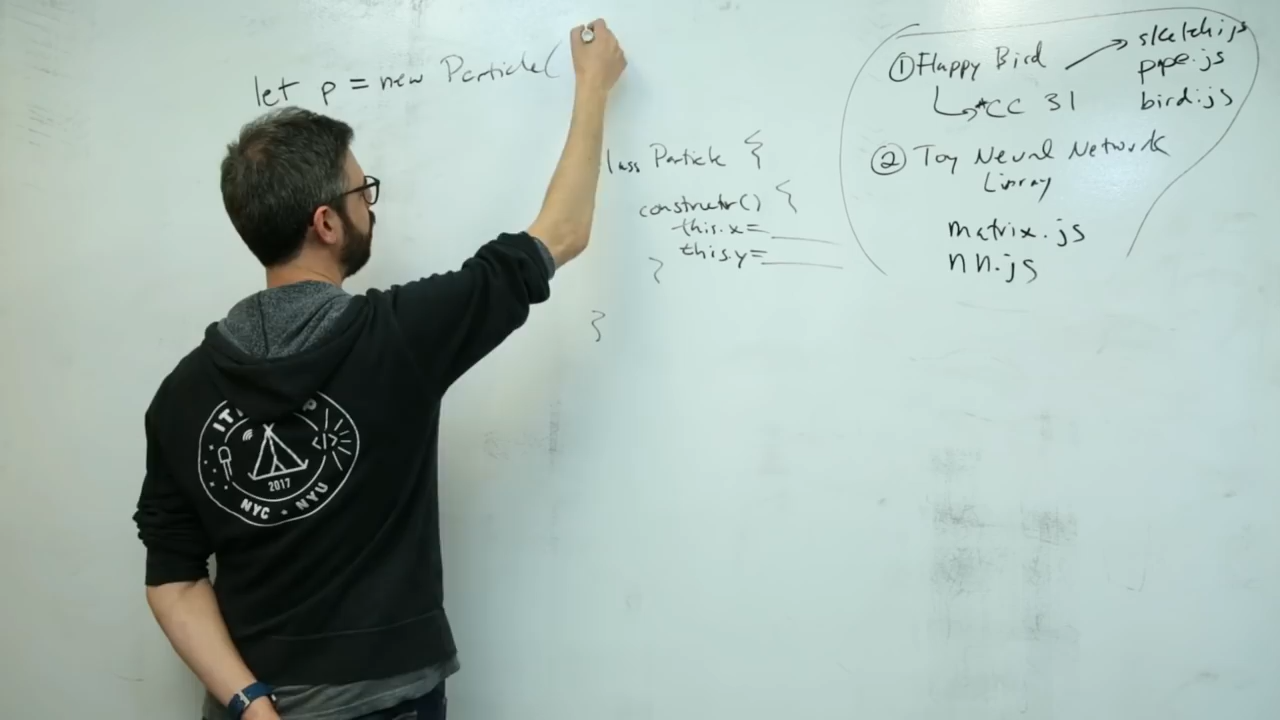 let p = new Particle(
lass Particle {
constructor() {
this.x=
this.y=
}
}
① Flappy Bird
CC 31
sketch.js
pipe.js
bird.js
② Toy Neural Network
Library
matrix.js
nn.js
2017
NYC NYU